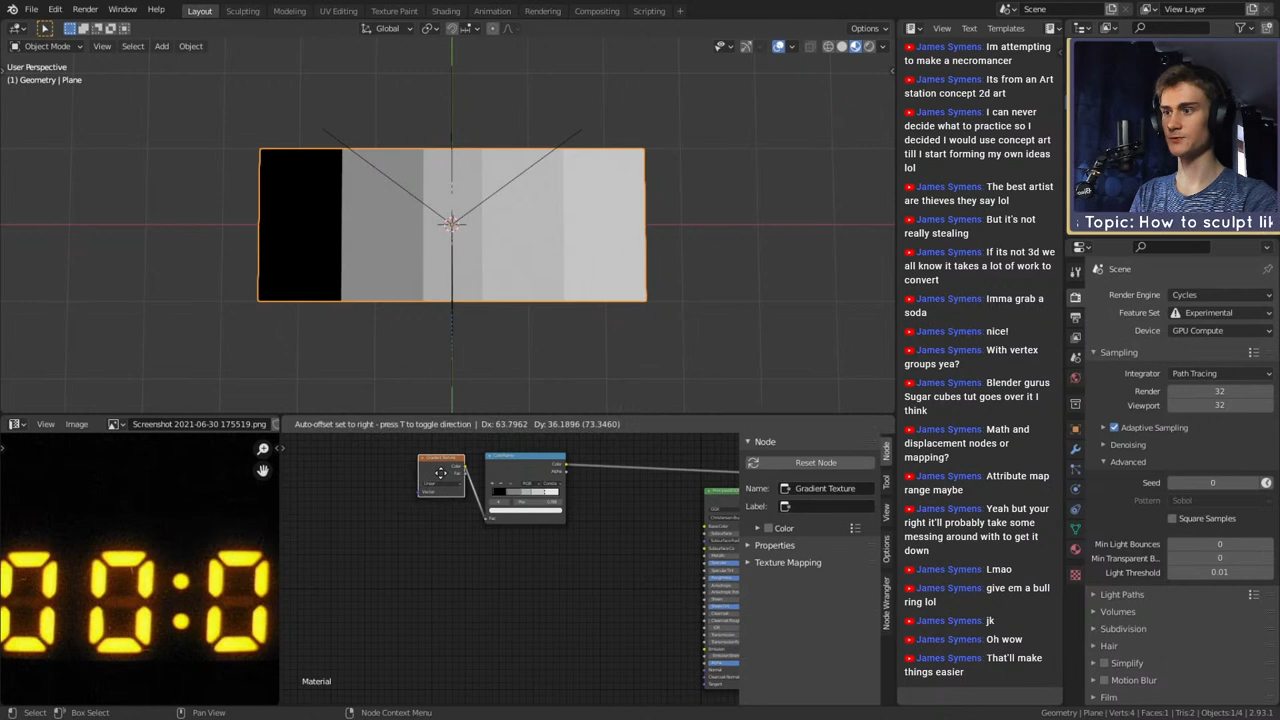 File Edit Render Window Help
Layout Sculpting Modeling UV Editing Texture Paint Shading Animation Rendering Compositing Scripting +
Scene
View Layer
Global
Options
View Text Templates
Object Mode View Select Add Object
User Perspective
(1) Geometry | Plane
James Symens: Im attempting
to make a necromancer
James Symens: Its from an Art
station concept 2d art
James Symens: I can never
decide what to practice so I
decided I would use concept art
till I start forming my own ideas
lol
James Symens: The best artist
are thieves they say lol
James Symens: But it's not
really stealing
James Symens: If its not 3d we
all know it takes a lot of work to
convert
James Symens: Imma grab a
soda
James Symens: nice!
James Symens: With vertex
groups yea?
James Symens: Blender gurus
Sugar cubes tut goes over it I
think
James Symens: Math and
displacement nodes or
mapping?
James Symens: Attribute map
range maybe
James Symens: Yeah but your
right it'll probably take some
messing around with to get it
down
James Symens: Lmao
James Symens: give em a bull
ring lol
James Symens: jk
James Symens: Oh wow
James Symens: That'll make
things easier
Topic: How to sculpt lik
Scene
Render Engine Cycles
Feature Set Experimental
Device GPU Compute
Sampling
Integrator Path Tracing
Render 32
Viewport 32
Adaptive Sampling
Denoising
Advanced
Seed 0
Pattern Sobol
Square Samples
Min Light Bounces 0
Min Transparent B... 0
Light Threshold 0.01
Light Paths
Volumes
Subdivision
Hair
Simplify
Motion Blur
Film
View Image Screenshot 2021-06-30 175519.png
Auto-offset set to right - press T to toggle direction | Dx: 63.7962 Dy: 36.1896 (73.3460)
Node
Reset Node
Name: Gradient Texture
Label:
Color
Properties
Texture Mapping
Node
Tool
View
Options
Node Wrangler
Material
Select Box Select Pan View Node Context Menu
Geometry | Plane | Verts:4 | Faces:1 | Tris:2 | Objects:1/4 | 2.93.1